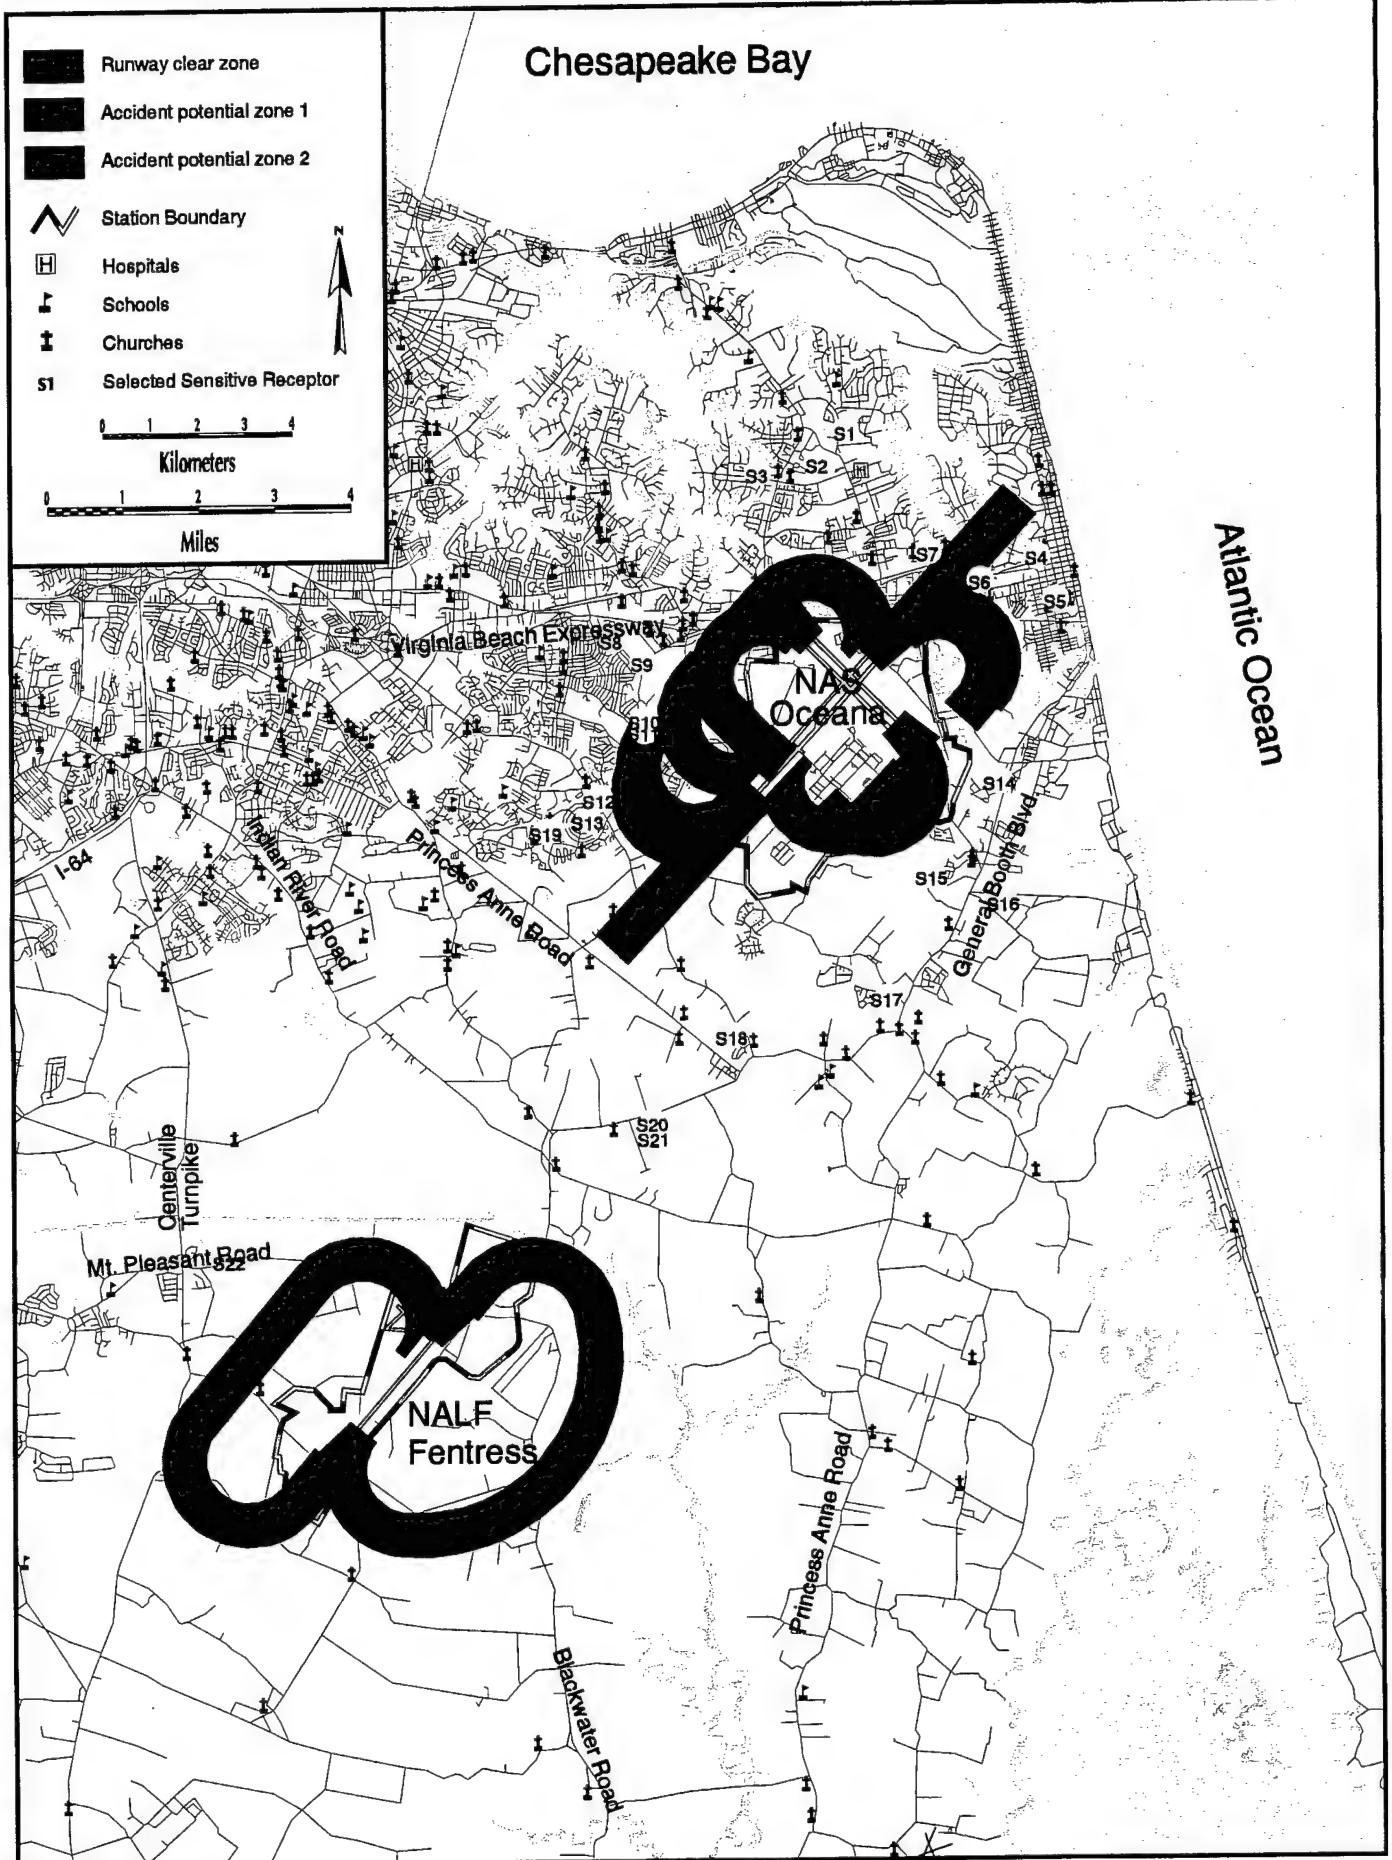 Runway clear zone
Accident potential zone 1
Accident potential zone 2
Station Boundary
H Hospitals
Schools
Churches
S1 Selected Sensitive Receptor
N
0 1 2 3 4
Kilometers
0 1 2 3 4
Miles
Chesapeake Bay
Atlantic Ocean
H
S1
S2
S3
H
S7
S4
S6
S5
Virginia Beach Expressway
S8
S9
NAS
Oceana
S10
S11
S12
S13
S19
S14
S15
S16
General Booth Blvd
I-64
Indian River Road
Princess Anne Road
S17
S18
S20
S21
Centerville
Turnpike
Mt. Pleasant Road
S22
NALF
Fentress
Princess Anne Road
Blackwater Road